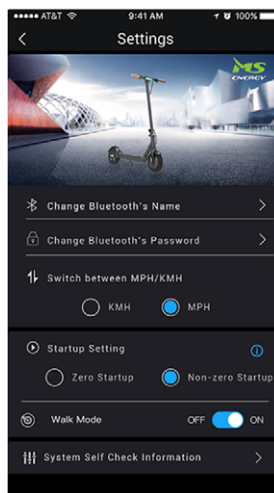 AT&T 9:41 AM 100%
Settings
MS
ENERGY
Change Bluetooth's Name
Change Bluetooth's Password
Switch between MPH/KMH
KMH MPH
Startup Setting
Zero Startup Non-zero Startup
Walk Mode OFF ON
System Self Check Information